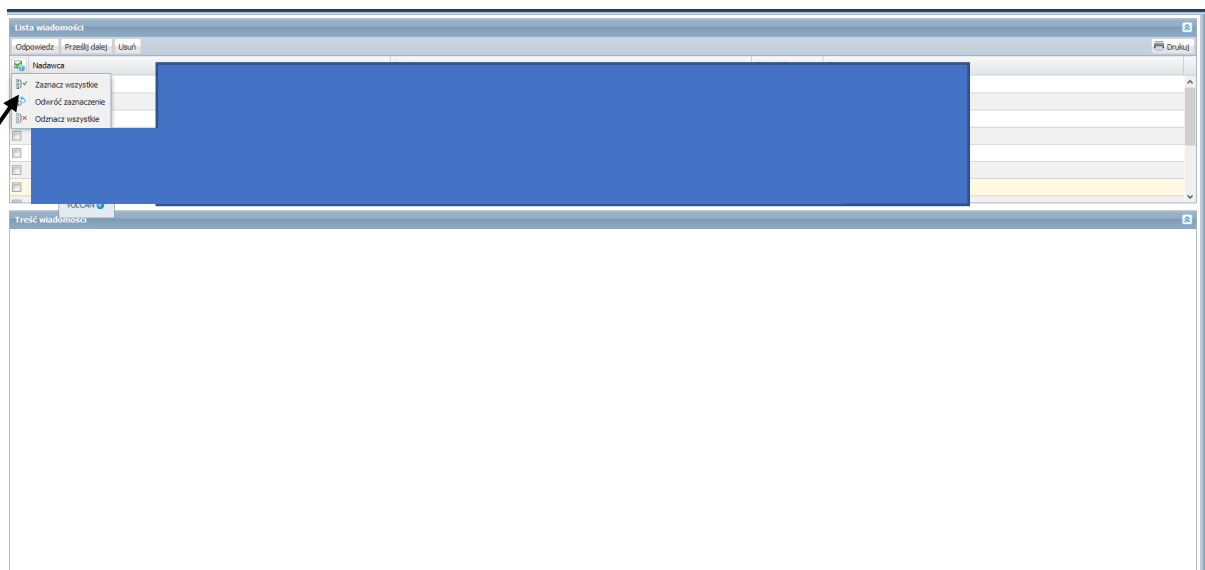 Lista wiadomości
Odpowiedz Prześlij dalej Usuń Drukuj
Nadawca
Zaznacz wszystkie
Odwróć zaznaczenie
Odznacz wszystkie
VULCAN
Treść wiadomości